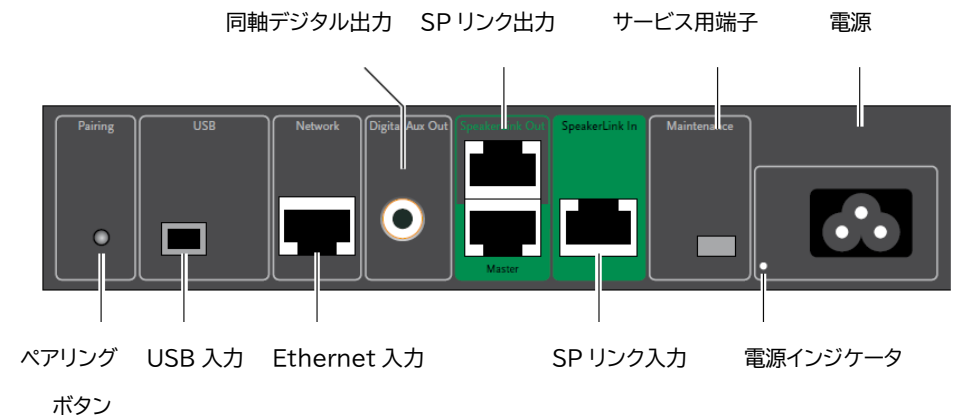 同軸デジタル出力 SPリンク出力 サービス用端子 電源
Pairing USB Network Digital Aux Out SpeakerLink Out SpeakerLink In Maintenance
Master
ペアリング USB 入力 Ethernet 入力 SP リンク入力 電源インジケータ
ボタン